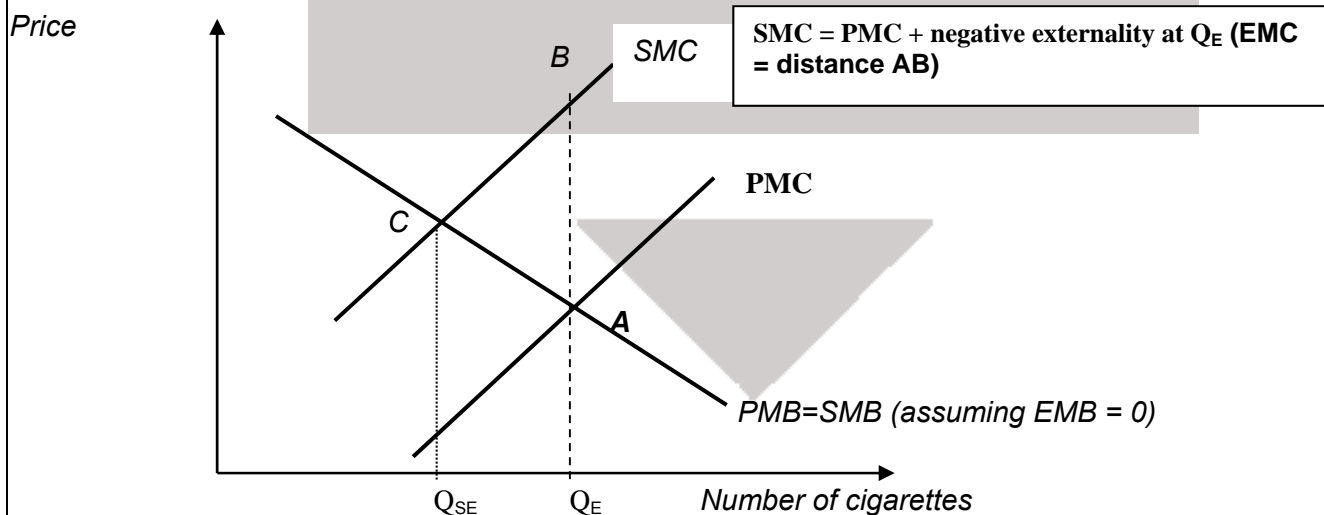 Price
SMC = PMC + negative externality at QE (EMC
= distance AB)
B
SMC
PMC
C
A
PMB=SMB (assuming EMB = 0)
QSE
QE
Number of cigarettes